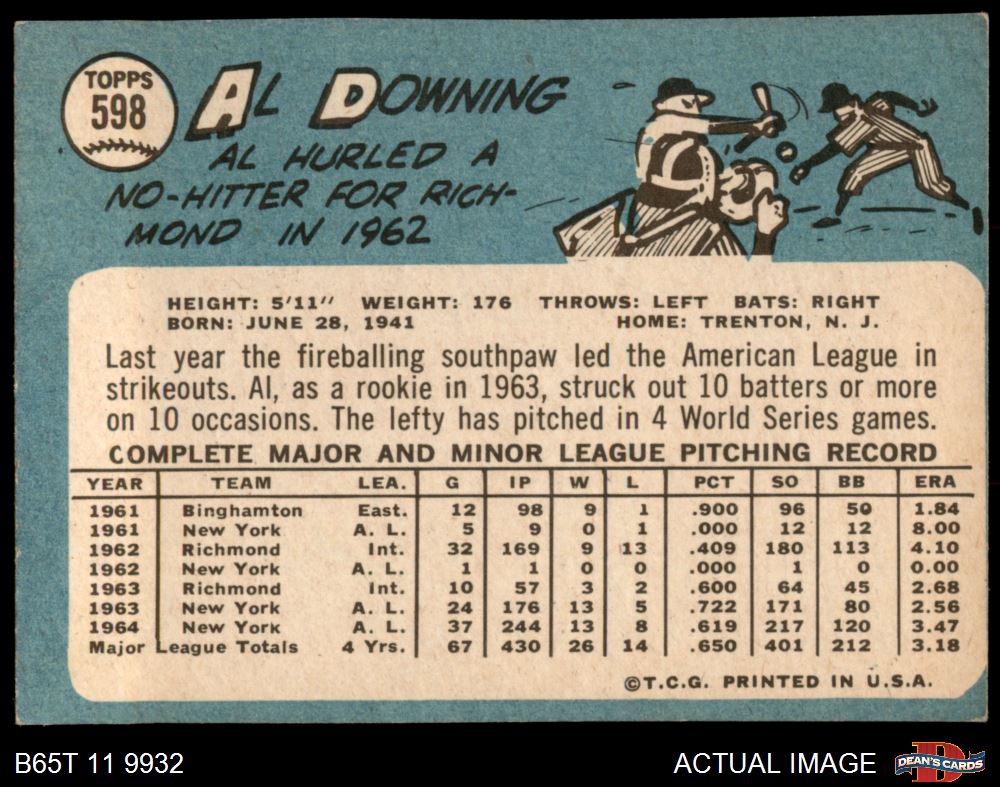 TOPPS
598
AL DOWNING
AL HURLED A
NO-HITTER FOR RICH-
MOND IN 1962
HEIGHT: 5'11" WEIGHT: 176 THROWS: LEFT BATS: RIGHT
BORN: JUNE 28, 1941 HOME: TRENTON, N. J.
Last year the fireballing southpaw led the American League in
strikeouts. Al, as a rookie in 1963, struck out 10 batters or more
on 10 occasions. The lefty has pitched in 4 World Series games.
COMPLETE MAJOR AND MINOR LEAGUE PITCHING RECORD
YEAR TEAM LEA. G IP W L PCT SO BB ERA
1961 Binghamton East. 12 98 9 1 .900 96 50 1.84
1961 New York A. L. 5 9 0 1 .000 12 12 8.00
1962 Richmond Int. 32 169 9 13 .409 180 113 4.10
1962 New York A. L. 1 1 0 0 .000 1 0 0.00
1963 Richmond Int. 10 57 3 2 .600 64 45 2.68
1963 New York A. L. 24 176 13 5 .722 171 80 2.56
1964 New York A. L. 37 244 13 8 .619 217 120 3.47
Major League Totals 4 Yrs. 67 430 26 14 .650 401 212 3.18
©T.C.G. PRINTED IN U.S.A.
B65T 11 9932 ACTUAL IMAGE DEAN'S CARDS